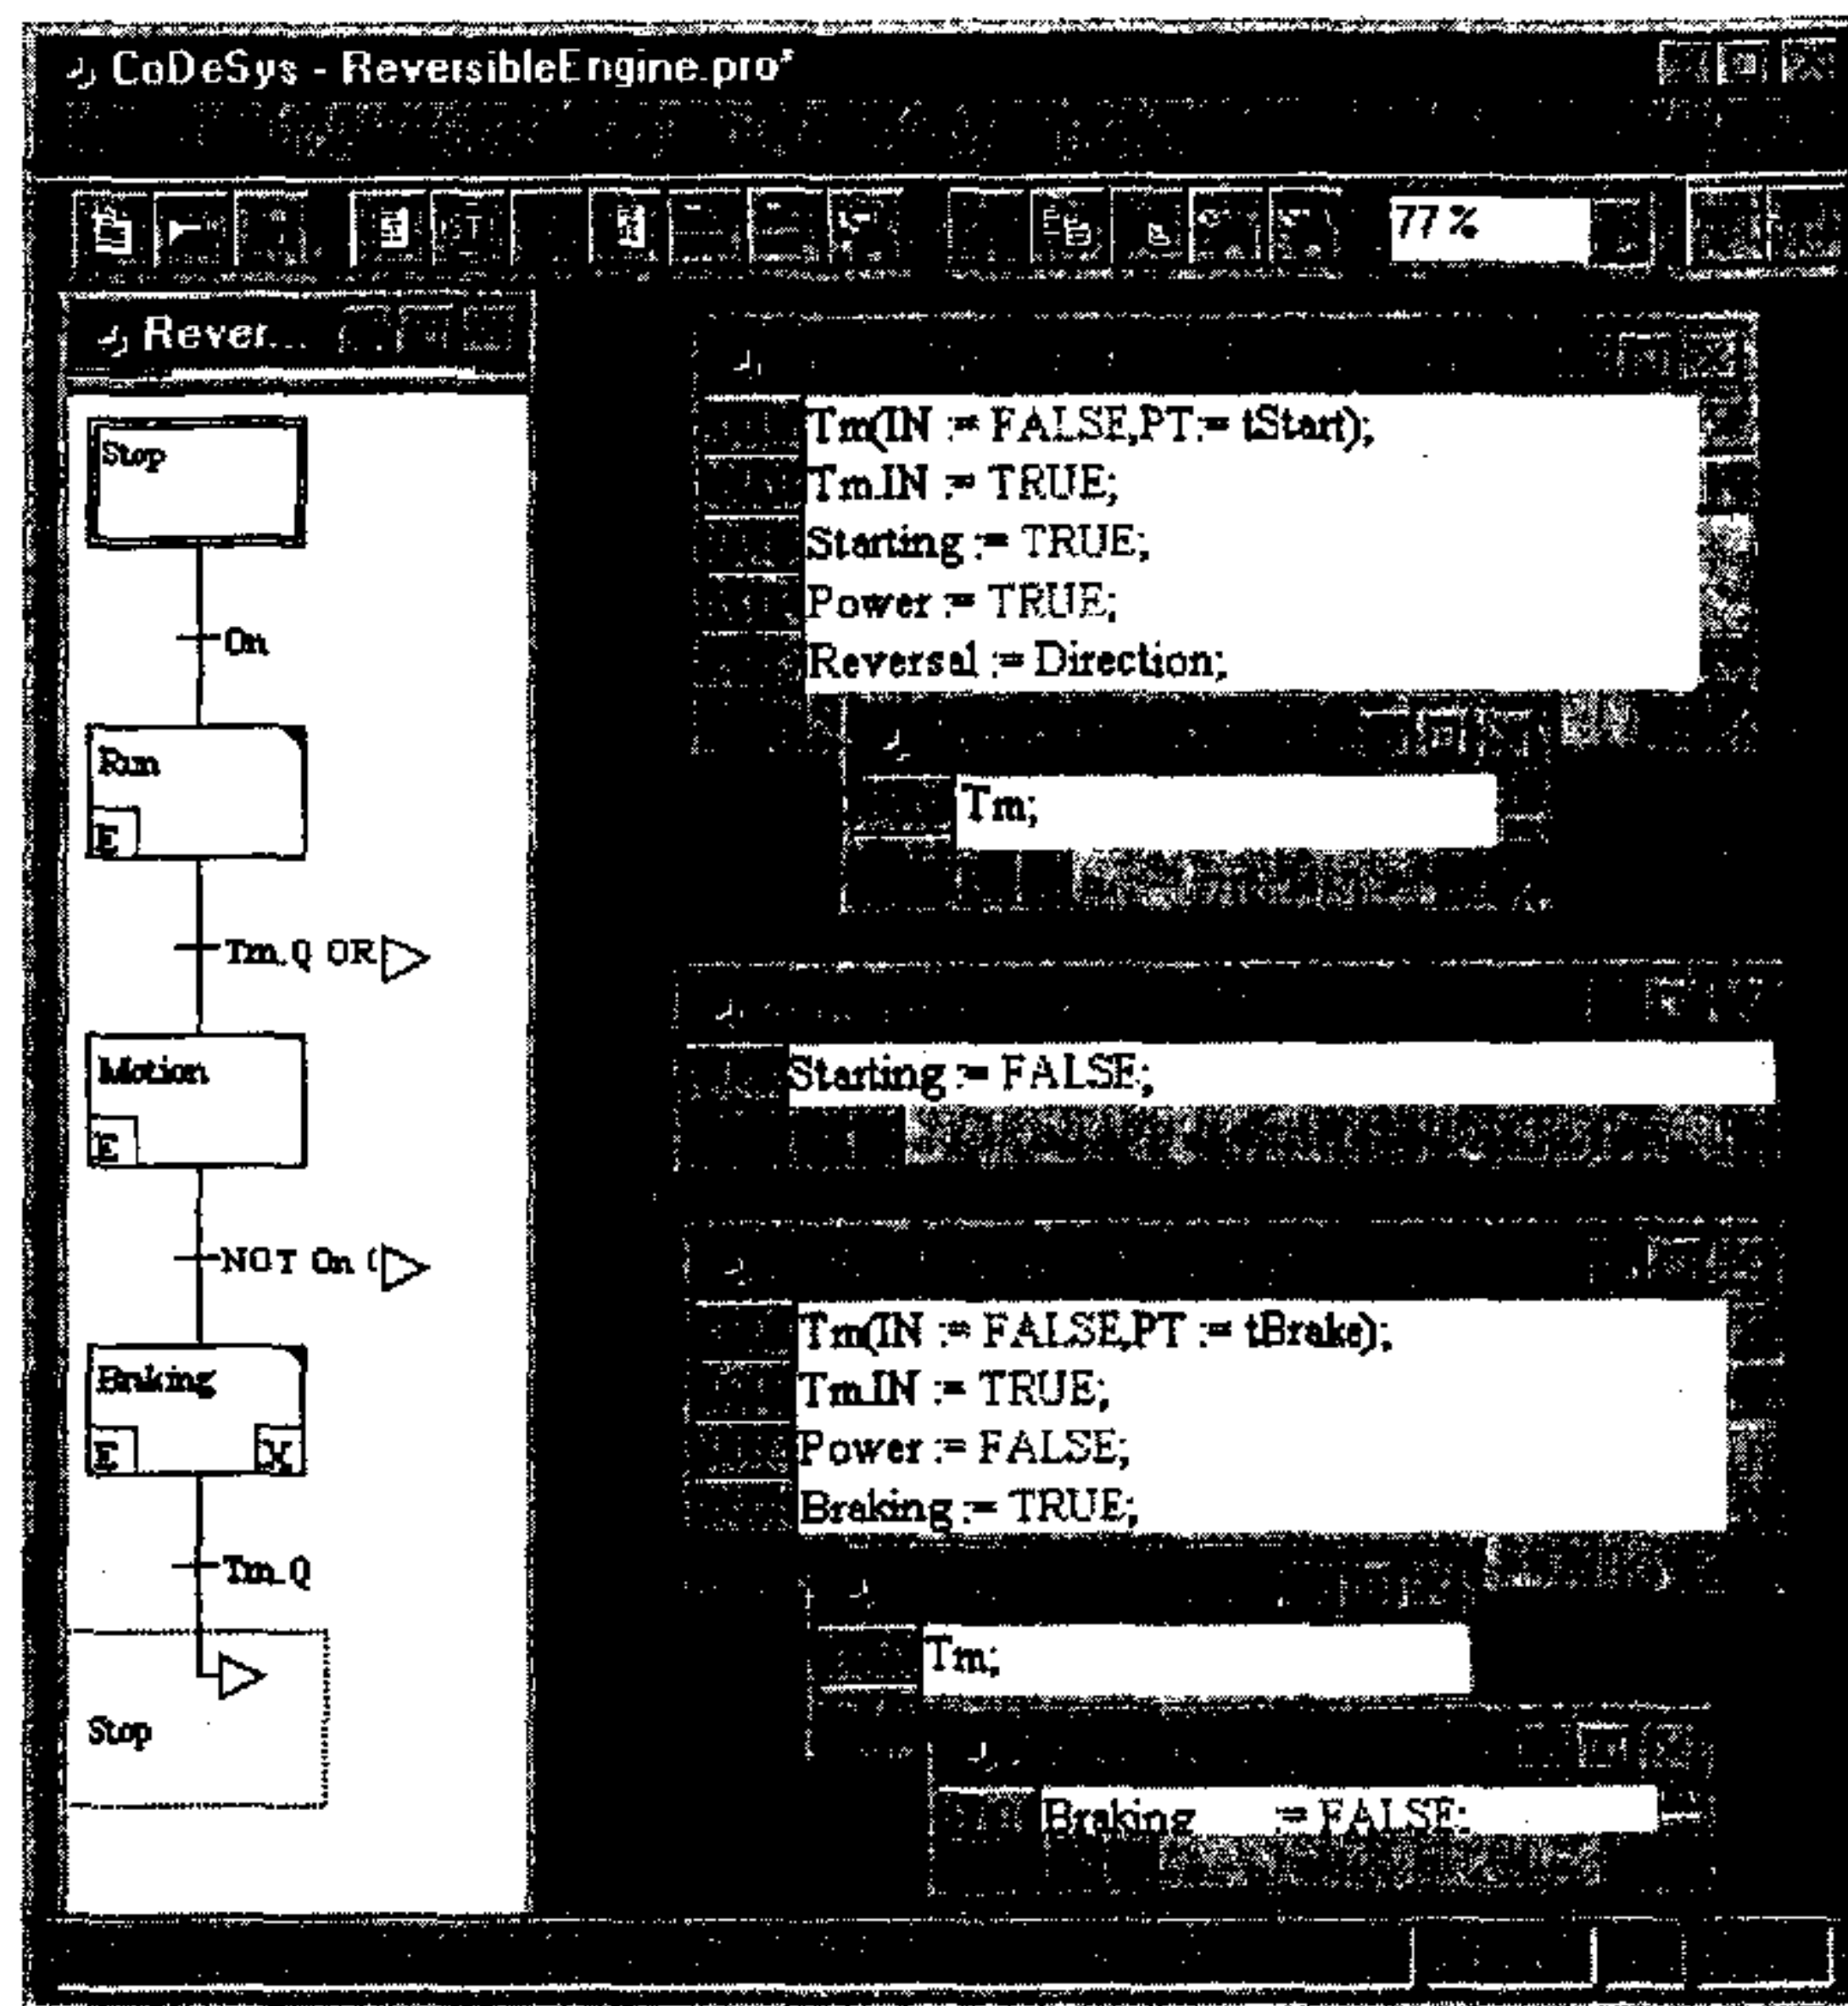 CoDeSys - ReversibleEngine.pro*
77%
Rever...
Stop
On
Run
E
Tm.Q OR
Motion
E
NOT On (
Braking
E
X
Tm.Q
Stop
Tm(IN := FALSE,PT:= tStart);
Tm.IN := TRUE;
Starting := TRUE;
Power := TRUE;
Reversal := Direction;
Tm;
Starting := FALSE;
Tm(IN := FALSE,PT := tBrake);
Tm.IN := TRUE;
Power := FALSE;
Braking := TRUE;
Tm;
Braking := FALSE;